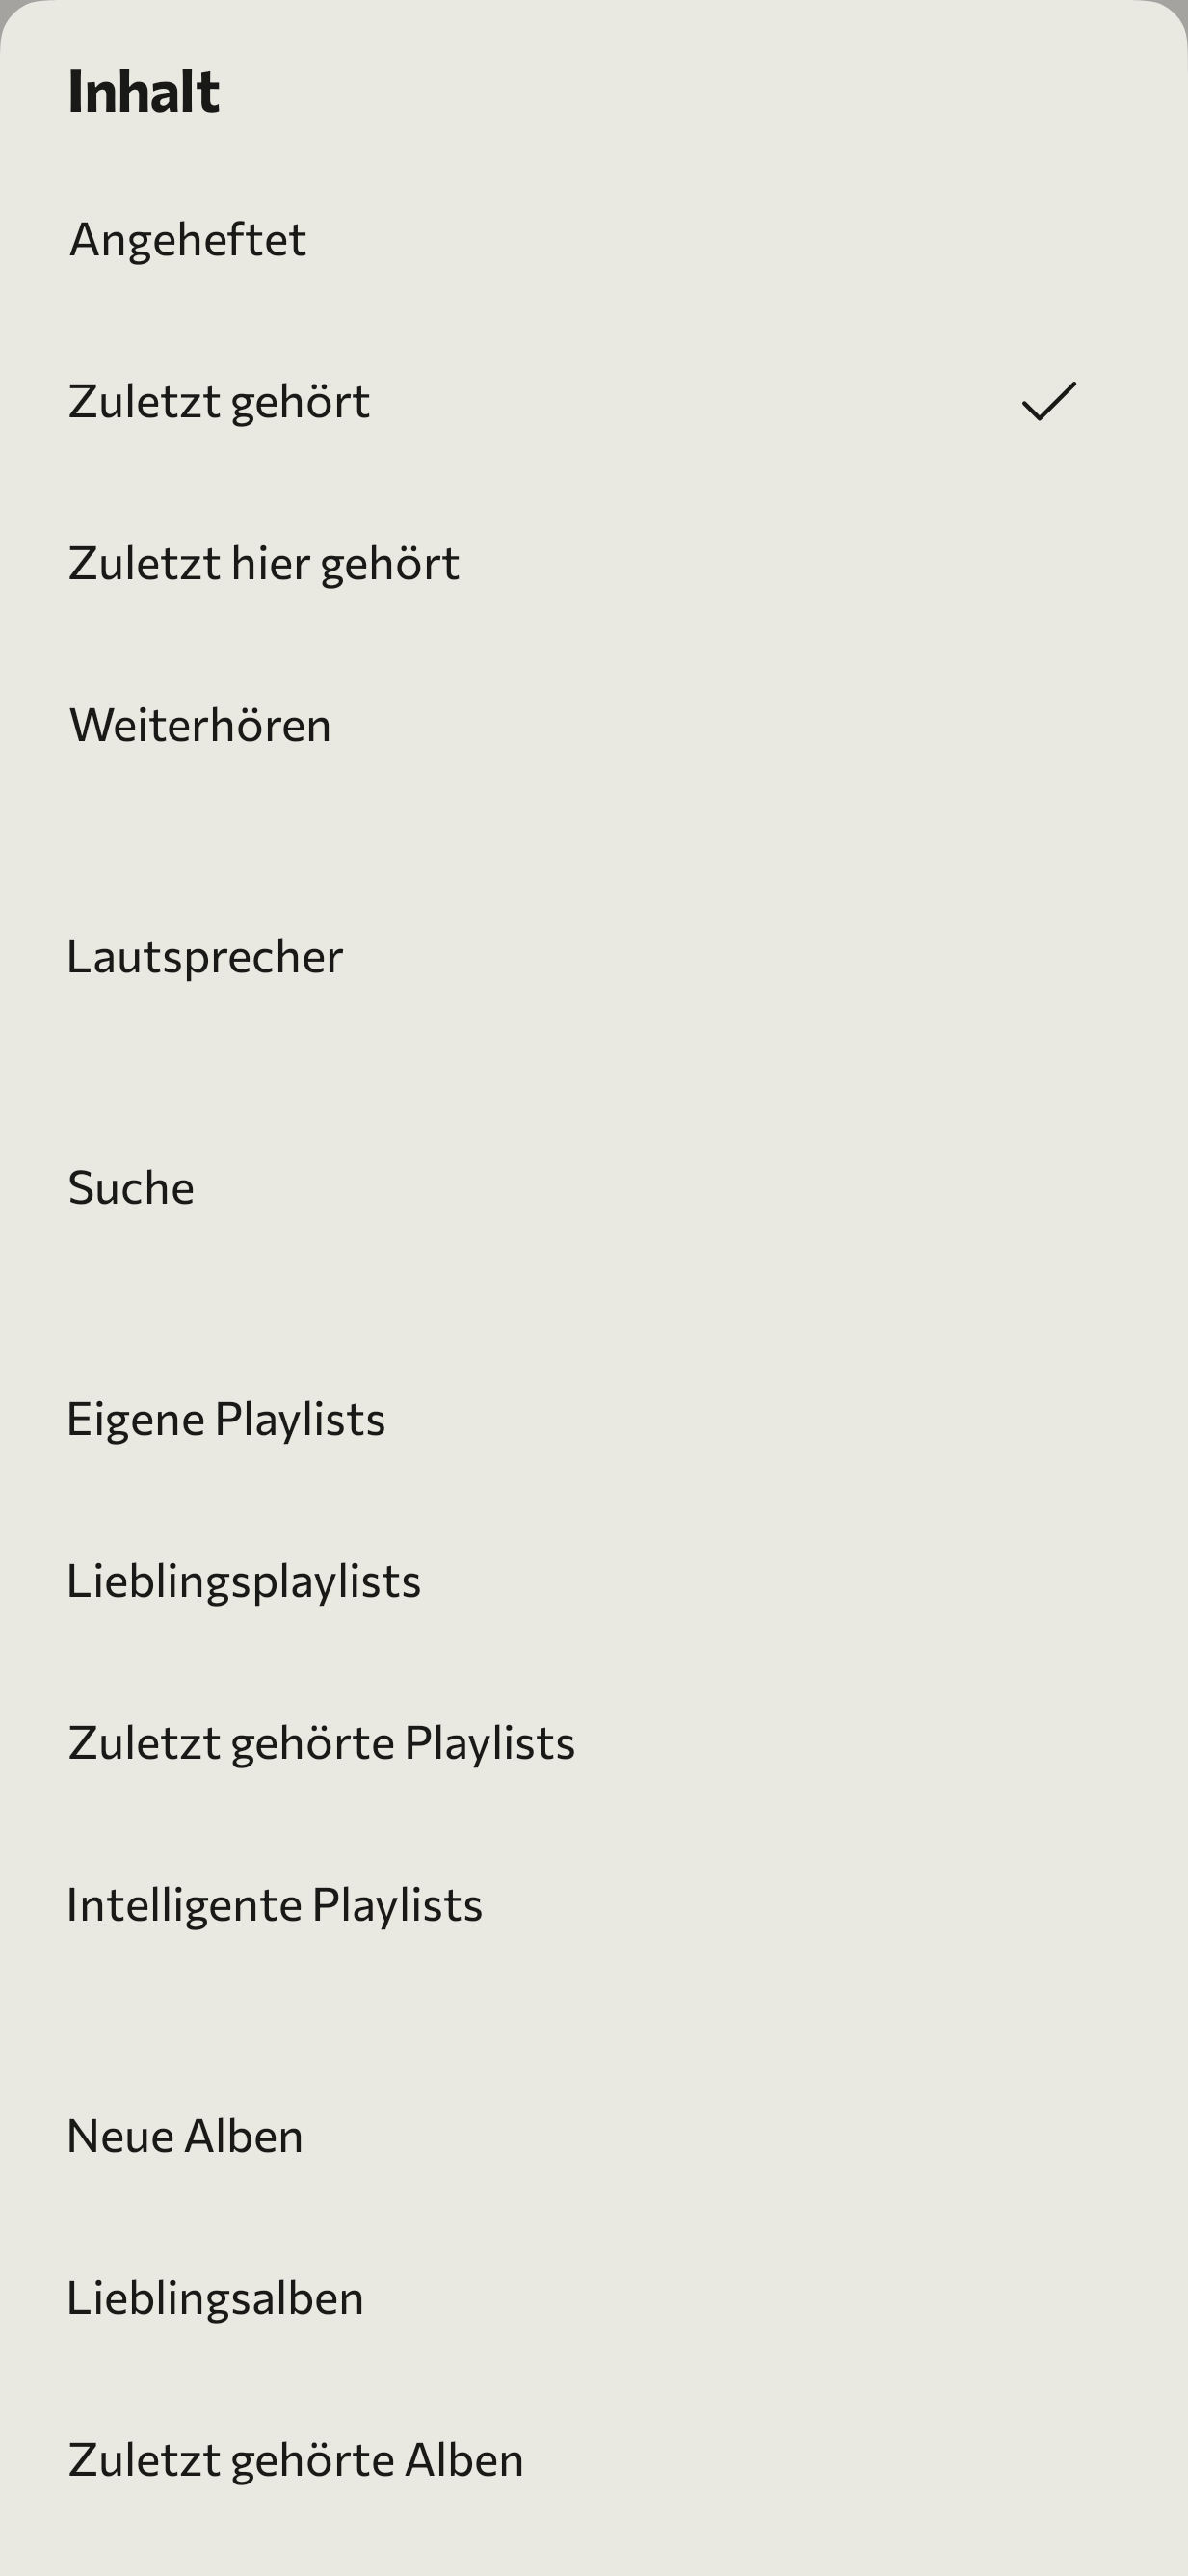 Inhalt
Angeheftet
Zuletzt gehört
Zuletzt hier gehört
Weiterhören
Lautsprecher
Suche
Eigene Playlists
Lieblingsplaylists
Zuletzt gehörte Playlists
Intelligente Playlists
Neue Alben
Lieblingsalben
Zuletzt gehörte Alben